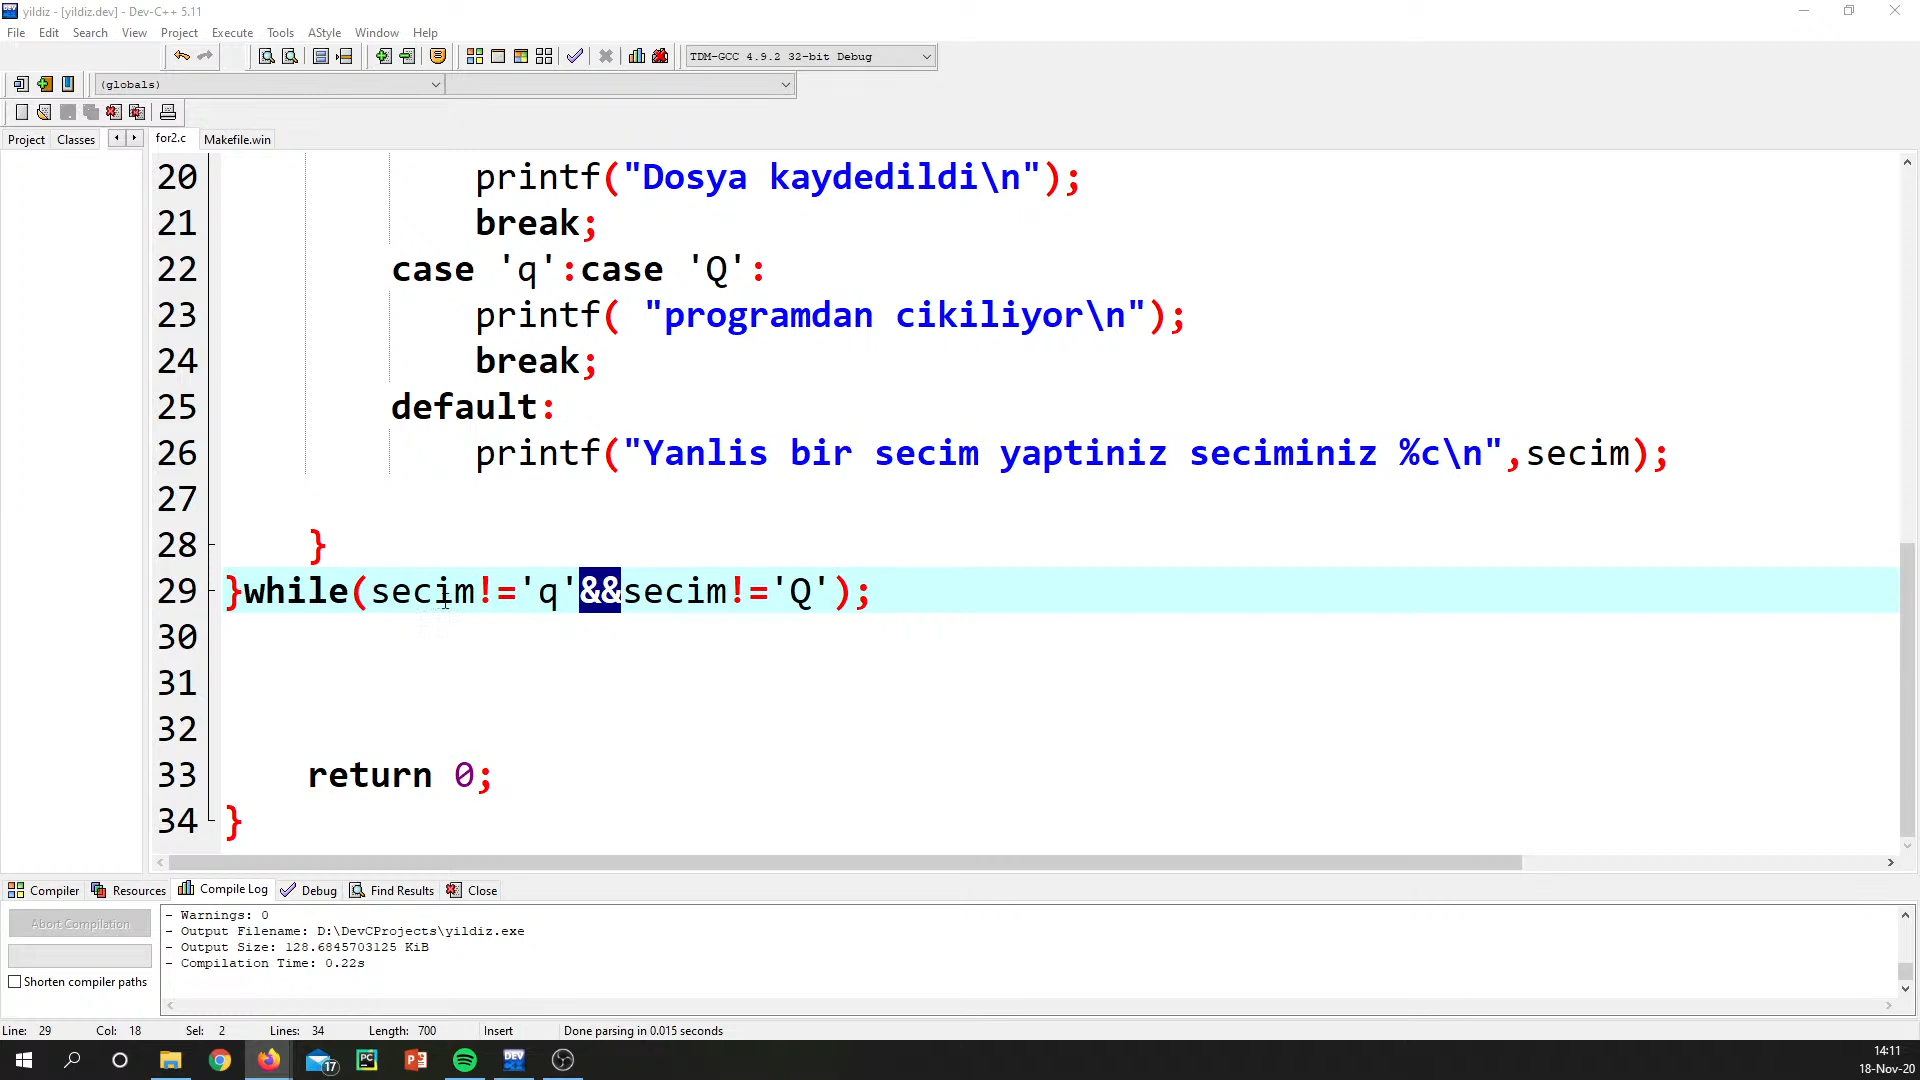 yildiz - [yildiz.dev] - Dev-C++ 5.11
File Edit Search View Project Execute Tools AStyle Window Help
TDM-GCC 4.9.2 32-bit Debug
(globals)
Project Classes for2.c Makefile.win
20 printf("Dosya kaydedildi\n");
21 break;
22 case 'q':case 'Q':
23 printf( "programdan cikiliyor\n");
24 break;
25 default:
26 printf("Yanlis bir secim yaptiniz seciminiz %c\n",secim);
27
28 }
29 }while(secim!='q'&&secim!='Q');
30
31
32
33 return 0;
34 }
Compiler Resources Compile Log Debug Find Results Close
Abort Compilation
Shorten compiler paths
- Warnings: 0
- Output Filename: D:\DevCProjects\yildiz.exe
- Output Size: 128.6845703125 KiB
- Compilation Time: 0.22s
Line: 29 Col: 18 Sel: 2 Lines: 34 Length: 700 Insert Done parsing in 0.015 seconds
17 PC P DEV C++
14:11
18-Nov-20